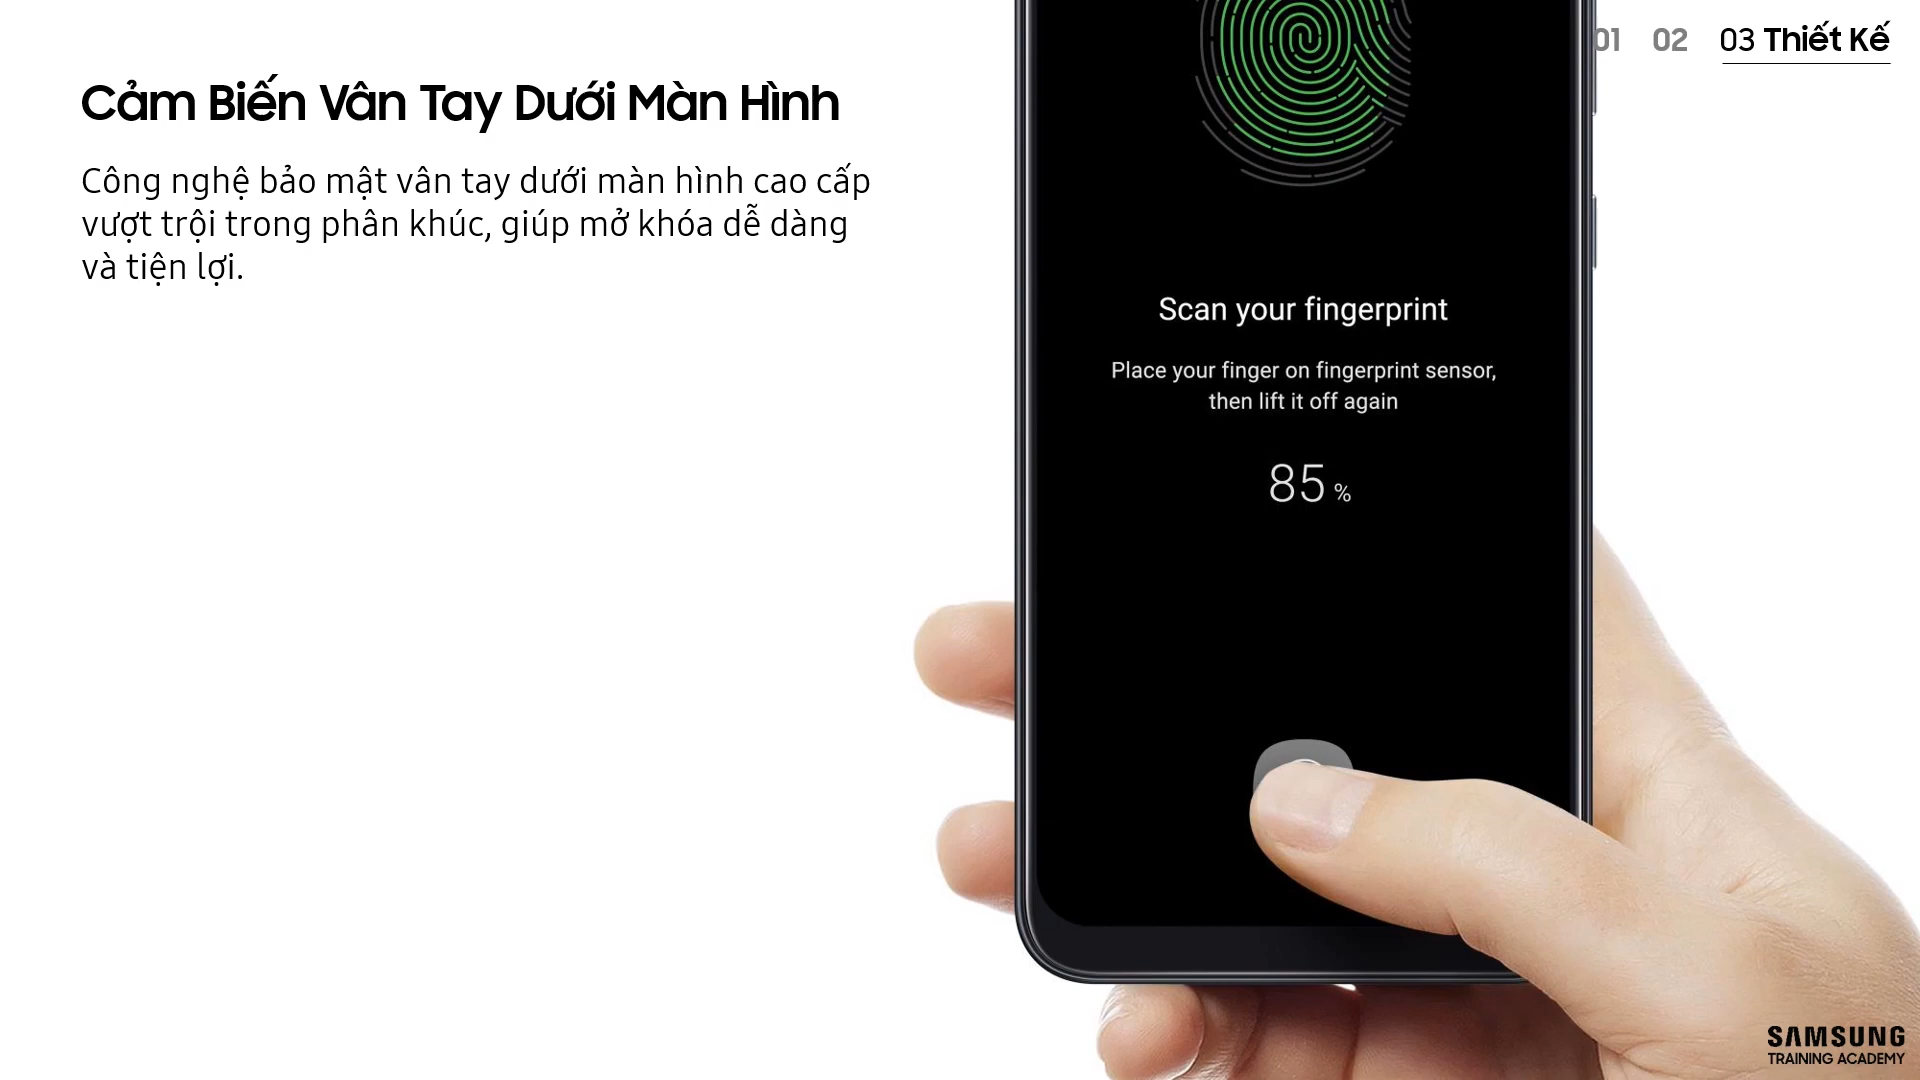 01 02 03 Thiết Kế
Cảm Biến Vân Tay Dưới Màn Hình
Công nghệ bảo mật vân tay dưới màn hình cao cấp
vượt trội trong phân khúc, giúp mở khóa dễ dàng
và tiện lợi.
Scan your fingerprint
Place your finger on fingerprint sensor,
then lift it off again
85 %
SAMSUNG
TRAINING ACADEMY